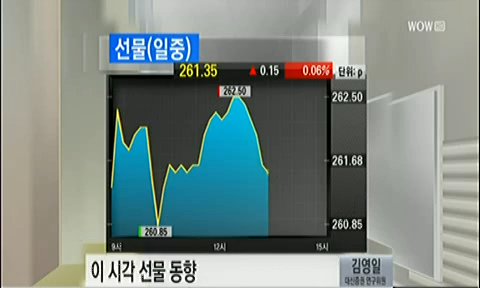 WOW
선물(일중)
261.35 ▲ 0.15 0.06% 단위: p
262.50
262.50
261.68
260.85
260.85
9시 12시 15시
이 시각 선물 동향
김영일
대신증권 연구위원